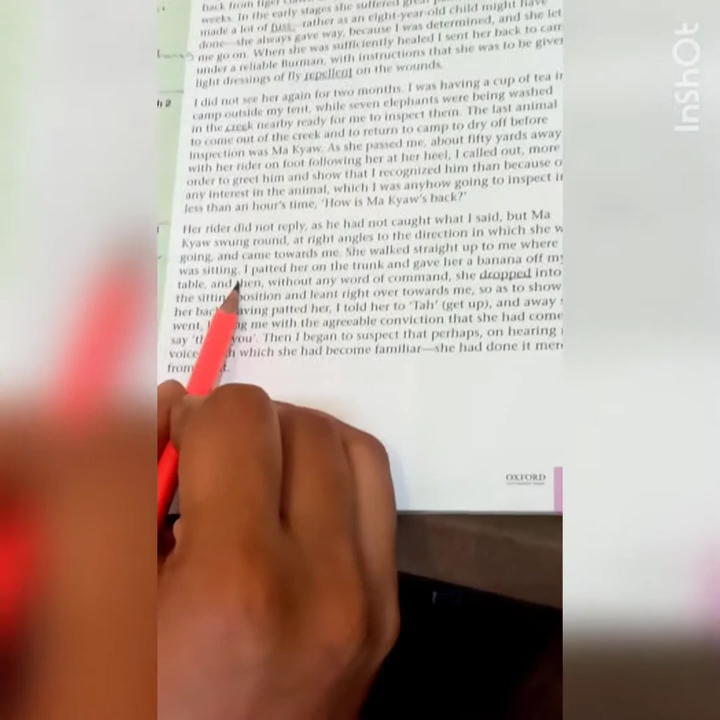 back from tiger
weeks. In the early stages she suffered great
made a lot of fuss—rather as an eight-year-old child might have
done—she always gave way, because I was determined, and she let
me go on. When she was sufficiently healed I sent her back to cam
under a reliable Burman, with instructions that she was to be given
light dressings of fly repellent on the wounds.
I did not see her again for two months. I was having a cup of tea in
camp outside my tent, while seven elephants were being washed
in the creek nearby ready for me to inspect them. The last animal
to come out of the creek and to return to camp to dry off before
inspection was Ma Kyaw. As she passed me, about fifty yards away
with her rider on foot following her at her heel, I called out, more
order to greet him and show that I recognized him than because o
any interest in the animal, which I was anyhow going to inspect in
less than an hour's time, 'How is Ma Kyaw's back?'
Her rider did not reply, as he had not caught what I said, but Ma
Kyaw swung round, at right angles to the direction in which she w
going, and came towards me. She walked straight up to me where
was sitting. I patted her on the trunk and gave her a banana off my
table, and then, without any word of command, she dropped into
the sitting position and leant right over towards me, so as to show
her back. Having patted her, I told her to 'Tah' (get up), and away s
went, me with the agreeable conviction that she had come
say you'. Then I began to suspect that perhaps, on hearing
voice which she had become familiar—she had done it mer
from
OXFORD
InShOt